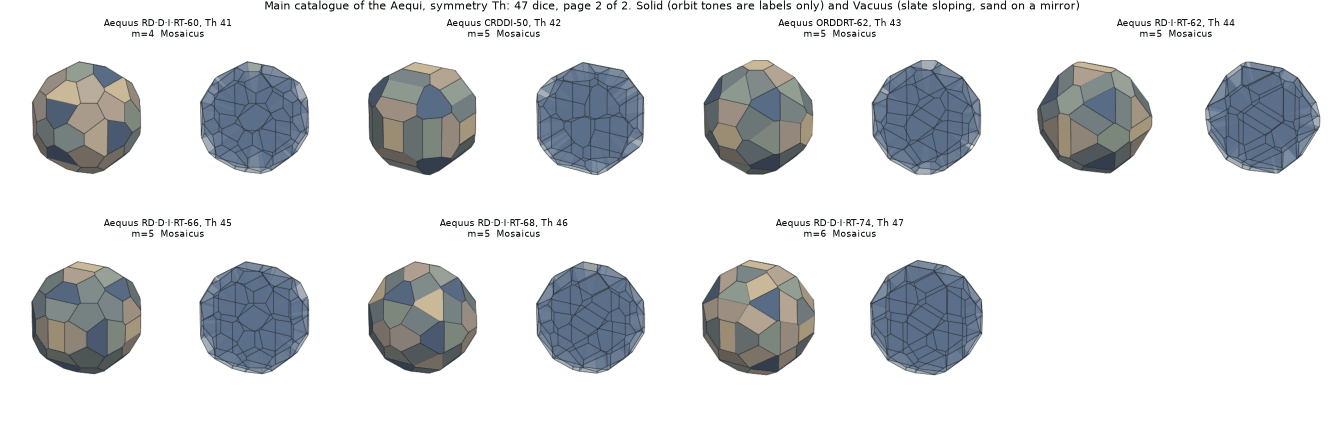 Main catalogue of the Aequi, symmetry Th: 47 dice, page 2 of 2. Solid (orbit tones are labels only) and Vacuus (slate sloping, sand on a mirror)
Aequus RD·D·I·RT-60, Th 41
m=4 Mosaicus
Aequus CRDDI-50, Th 42
m=5 Mosaicus
Aequus ORDDRT-62, Th 43
m=5 Mosaicus
Aequus RD·I·RT-62, Th 44
m=5 Mosaicus
Aequus RD·D·I·RT-66, Th 45
m=5 Mosaicus
Aequus RD·D·I·RT-68, Th 46
m=5 Mosaicus
Aequus RD·D·I·RT-74, Th 47
m=6 Mosaicus